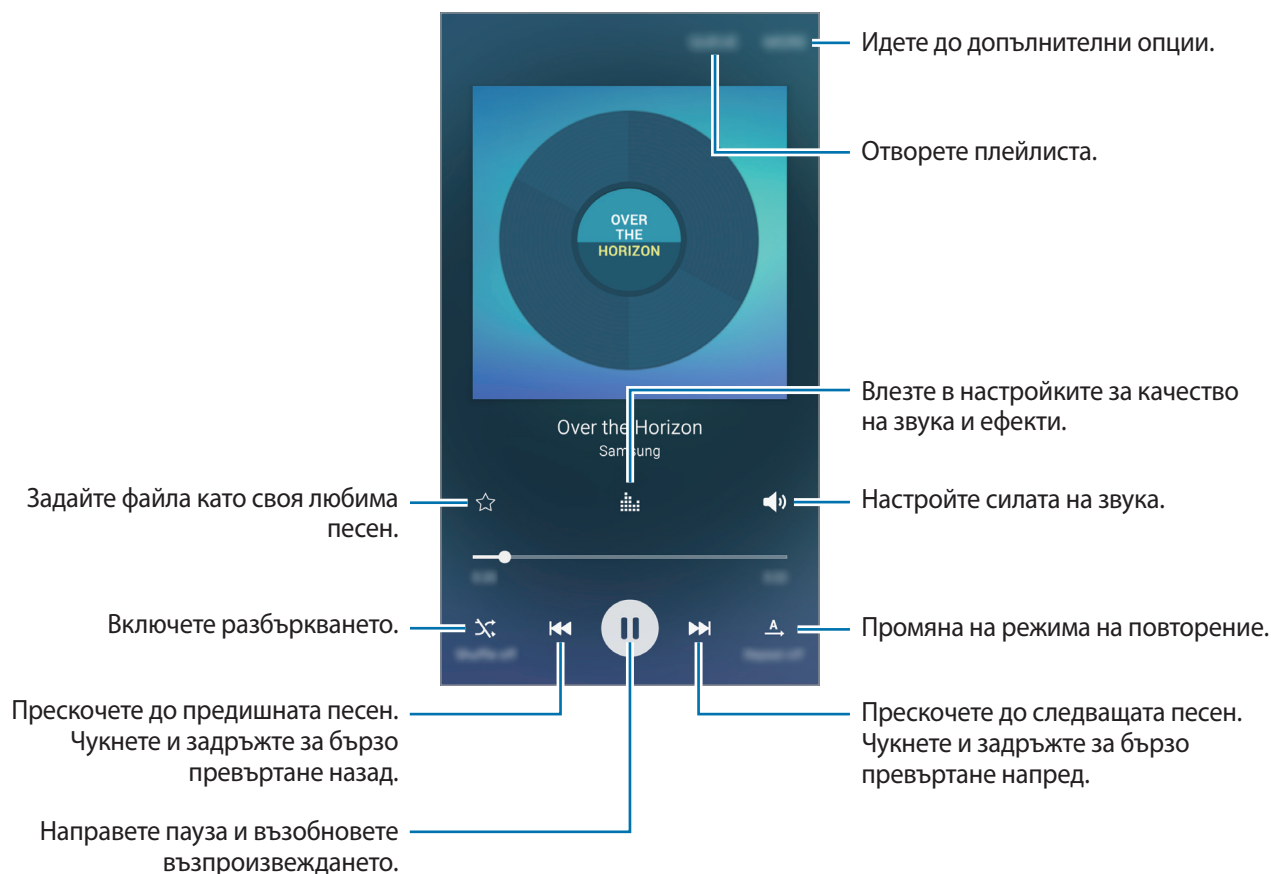 Идете до допълнителни опции.
Отворете плейлиста.
OVER
THE
HORIZON
Влезте в настройките за качество
на звука и ефекти.
Over the Horizon
Samsung
Задайте файла като своя любима
песен.
Настройте силата на звука.
Включете разбъркването.
A
Промяна на режима на повторение.
Прескочете до предишната песен.
Чукнете и задръжте за бързо
превъртане назад.
Прескочете до следващата песен.
Чукнете и задръжте за бързо
превъртане напред.
Направете пауза и възобновете
възпроизвеждането.